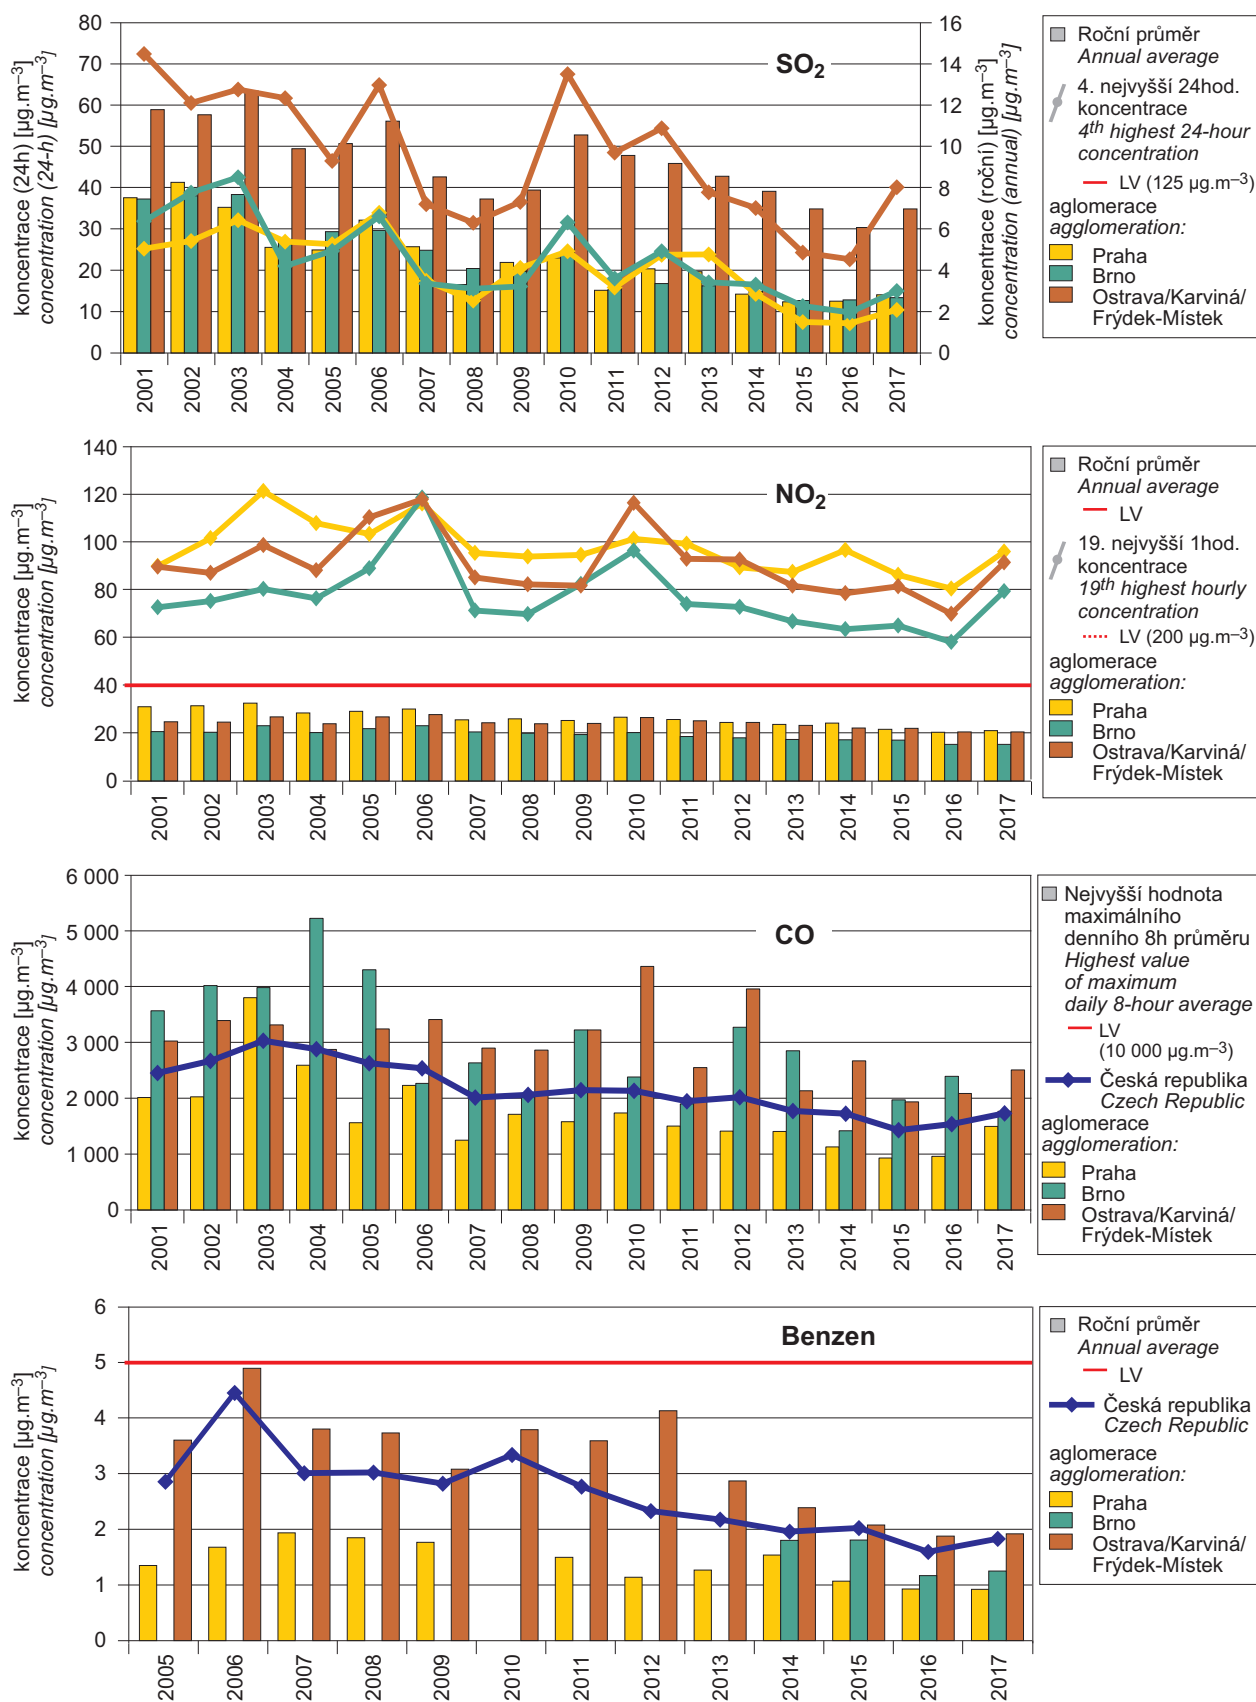 SO2
koncentrace (24h) [µg.m–3]
concentration (24-h) [µg.m–3]
80
70
60
50
40
30
20
10
0
16
14
12
10
8
6
4
2
0
koncentrace (roční) [µg.m–3]
concentration (annual) [µg.m–3]
2001
2002
2003
2004
2005
2006
2007
2008
2009
2010
2011
2012
2013
2014
2015
2016
2017
Roční průměr
Annual average
4. nejvyšší 24hod.
koncentrace
4th highest 24-hour
concentration
LV (125 µg.m–3)
aglomerace
agglomeration:
Praha
Brno
Ostrava/Karviná/
Frýdek-Místek
NO2
koncentrace [µg.m–3]
concentration [µg.m–3]
140
120
100
80
60
40
20
0
2001
2002
2003
2004
2005
2006
2007
2008
2009
2010
2011
2012
2013
2014
2015
2016
2017
Roční průměr
Annual average
LV
19. nejvyšší 1hod.
koncentrace
19th highest hourly
concentration
LV (200 µg.m–3)
aglomerace
agglomeration:
Praha
Brno
Ostrava/Karviná/
Frýdek-Místek
CO
koncentrace [µg.m–3]
concentration [µg.m–3]
6 000
5 000
4 000
3 000
2 000
1 000
0
2001
2002
2003
2004
2005
2006
2007
2008
2009
2010
2011
2012
2013
2014
2015
2016
2017
Nejvyšší hodnota
maximálního
denního 8h průměru
Highest value
of maximum
daily 8-hour average
LV
(10 000 µg.m–3)
Česká republika
Czech Republic
aglomerace
agglomeration:
Praha
Brno
Ostrava/Karviná/
Frýdek-Místek
Benzen
koncentrace [µg.m–3]
concentration [µg.m–3]
6
5
4
3
2
1
0
2005
2006
2007
2008
2009
2010
2011
2012
2013
2014
2015
2016
2017
Roční průměr
Annual average
LV
Česká republika
Czech Republic
aglomerace
agglomeration:
Praha
Brno
Ostrava/Karviná/
Frýdek-Místek